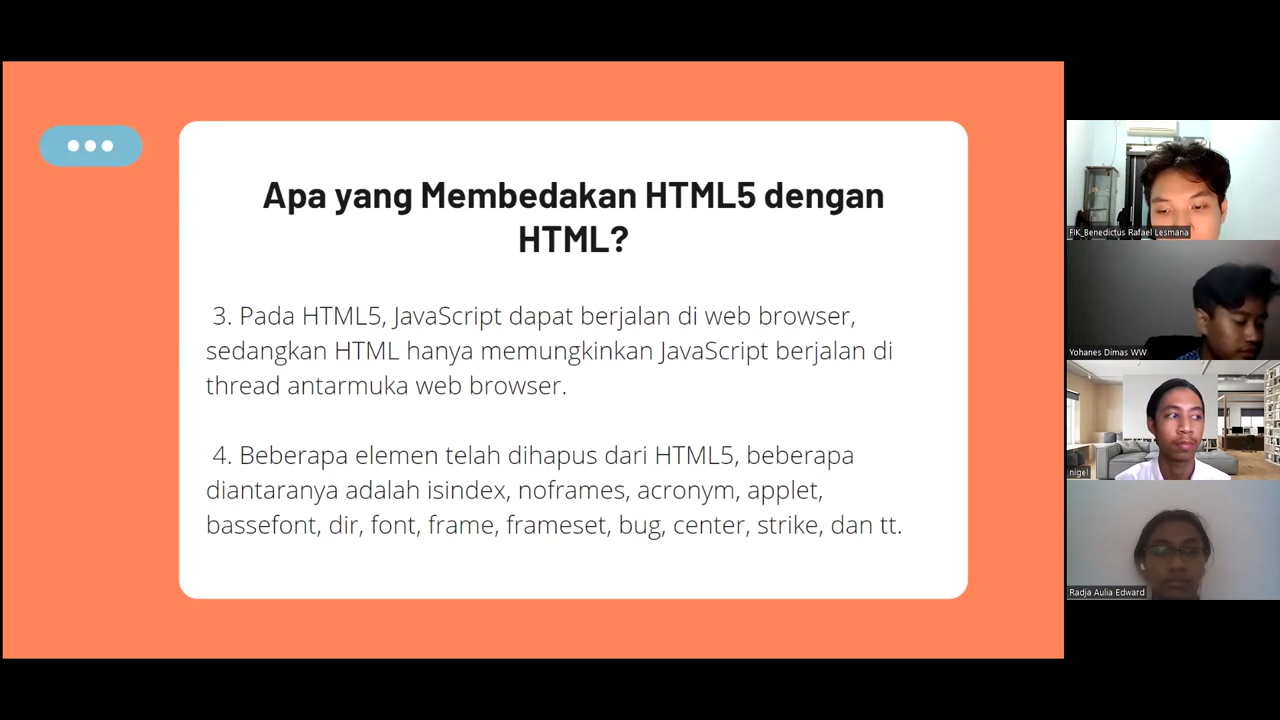 Apa yang Membedakan HTML5 dengan
HTML?
3. Pada HTML5, JavaScript dapat berjalan di web browser,
sedangkan HTML hanya memungkinkan JavaScript berjalan di
thread antarmuka web browser.
4. Beberapa elemen telah dihapus dari HTML5, beberapa
diantaranya adalah isindex, noframes, acronym, applet,
bassefont, dir, font, frame, frameset, bug, center, strike, dan tt.
FIK_Benedictus Rafael Lesmana
Yohanes Dimas WW
nigel
Radja Aulia Edward